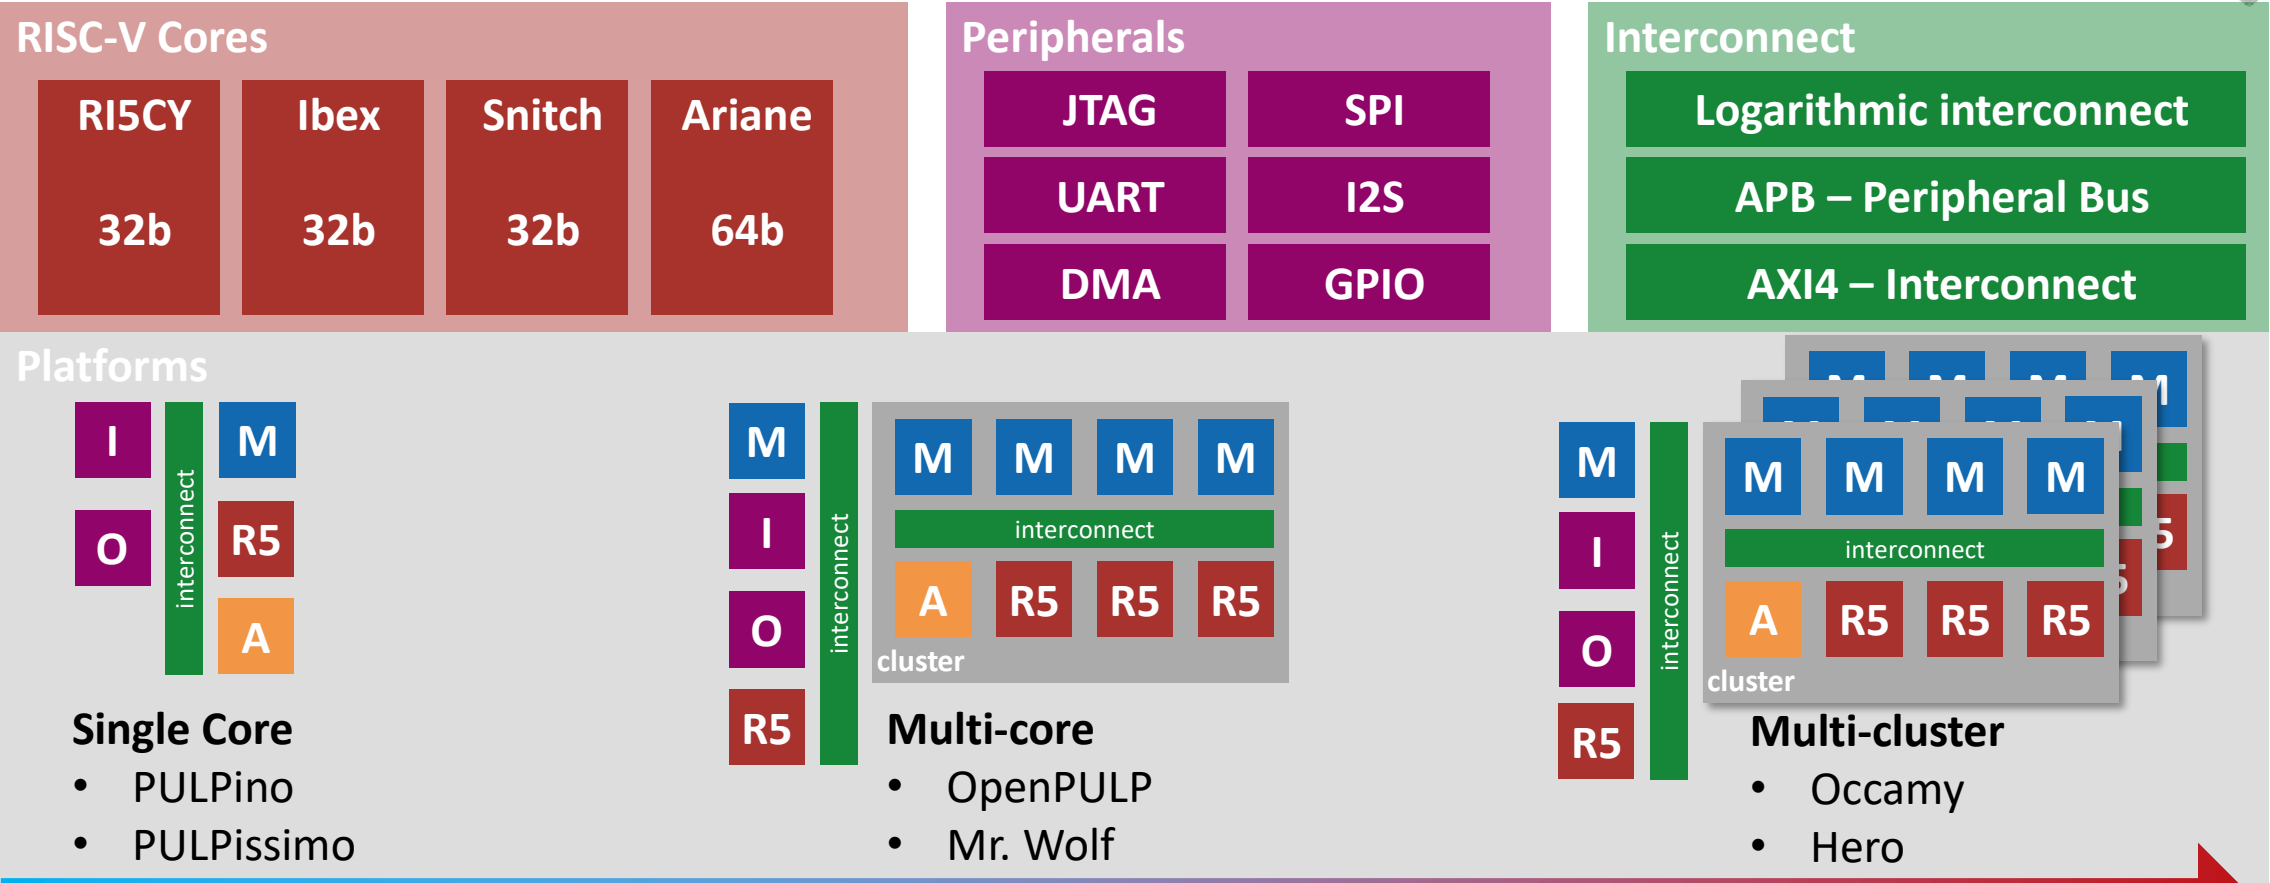 RISC-V Cores
RI5CY
32b
Ibex
32b
Snitch
32b
Ariane
64b
Peripherals
JTAG
SPI
UART
I2S
DMA
GPIO
Interconnect
Logarithmic interconnect
APB – Peripheral Bus
AXI4 – Interconnect
Platforms
I
O
interconnect
M
R5
A
Single Core
• PULPino
• PULPissimo
M
I
O
R5
interconnect
M M M M
interconnect
A R5 R5 R5
cluster
Multi-core
• OpenPULP
• Mr. Wolf
M
I
O
R5
interconnect
M M M M
interconnect
A R5 R5 R5
cluster
Multi-cluster
• Occamy
• Hero